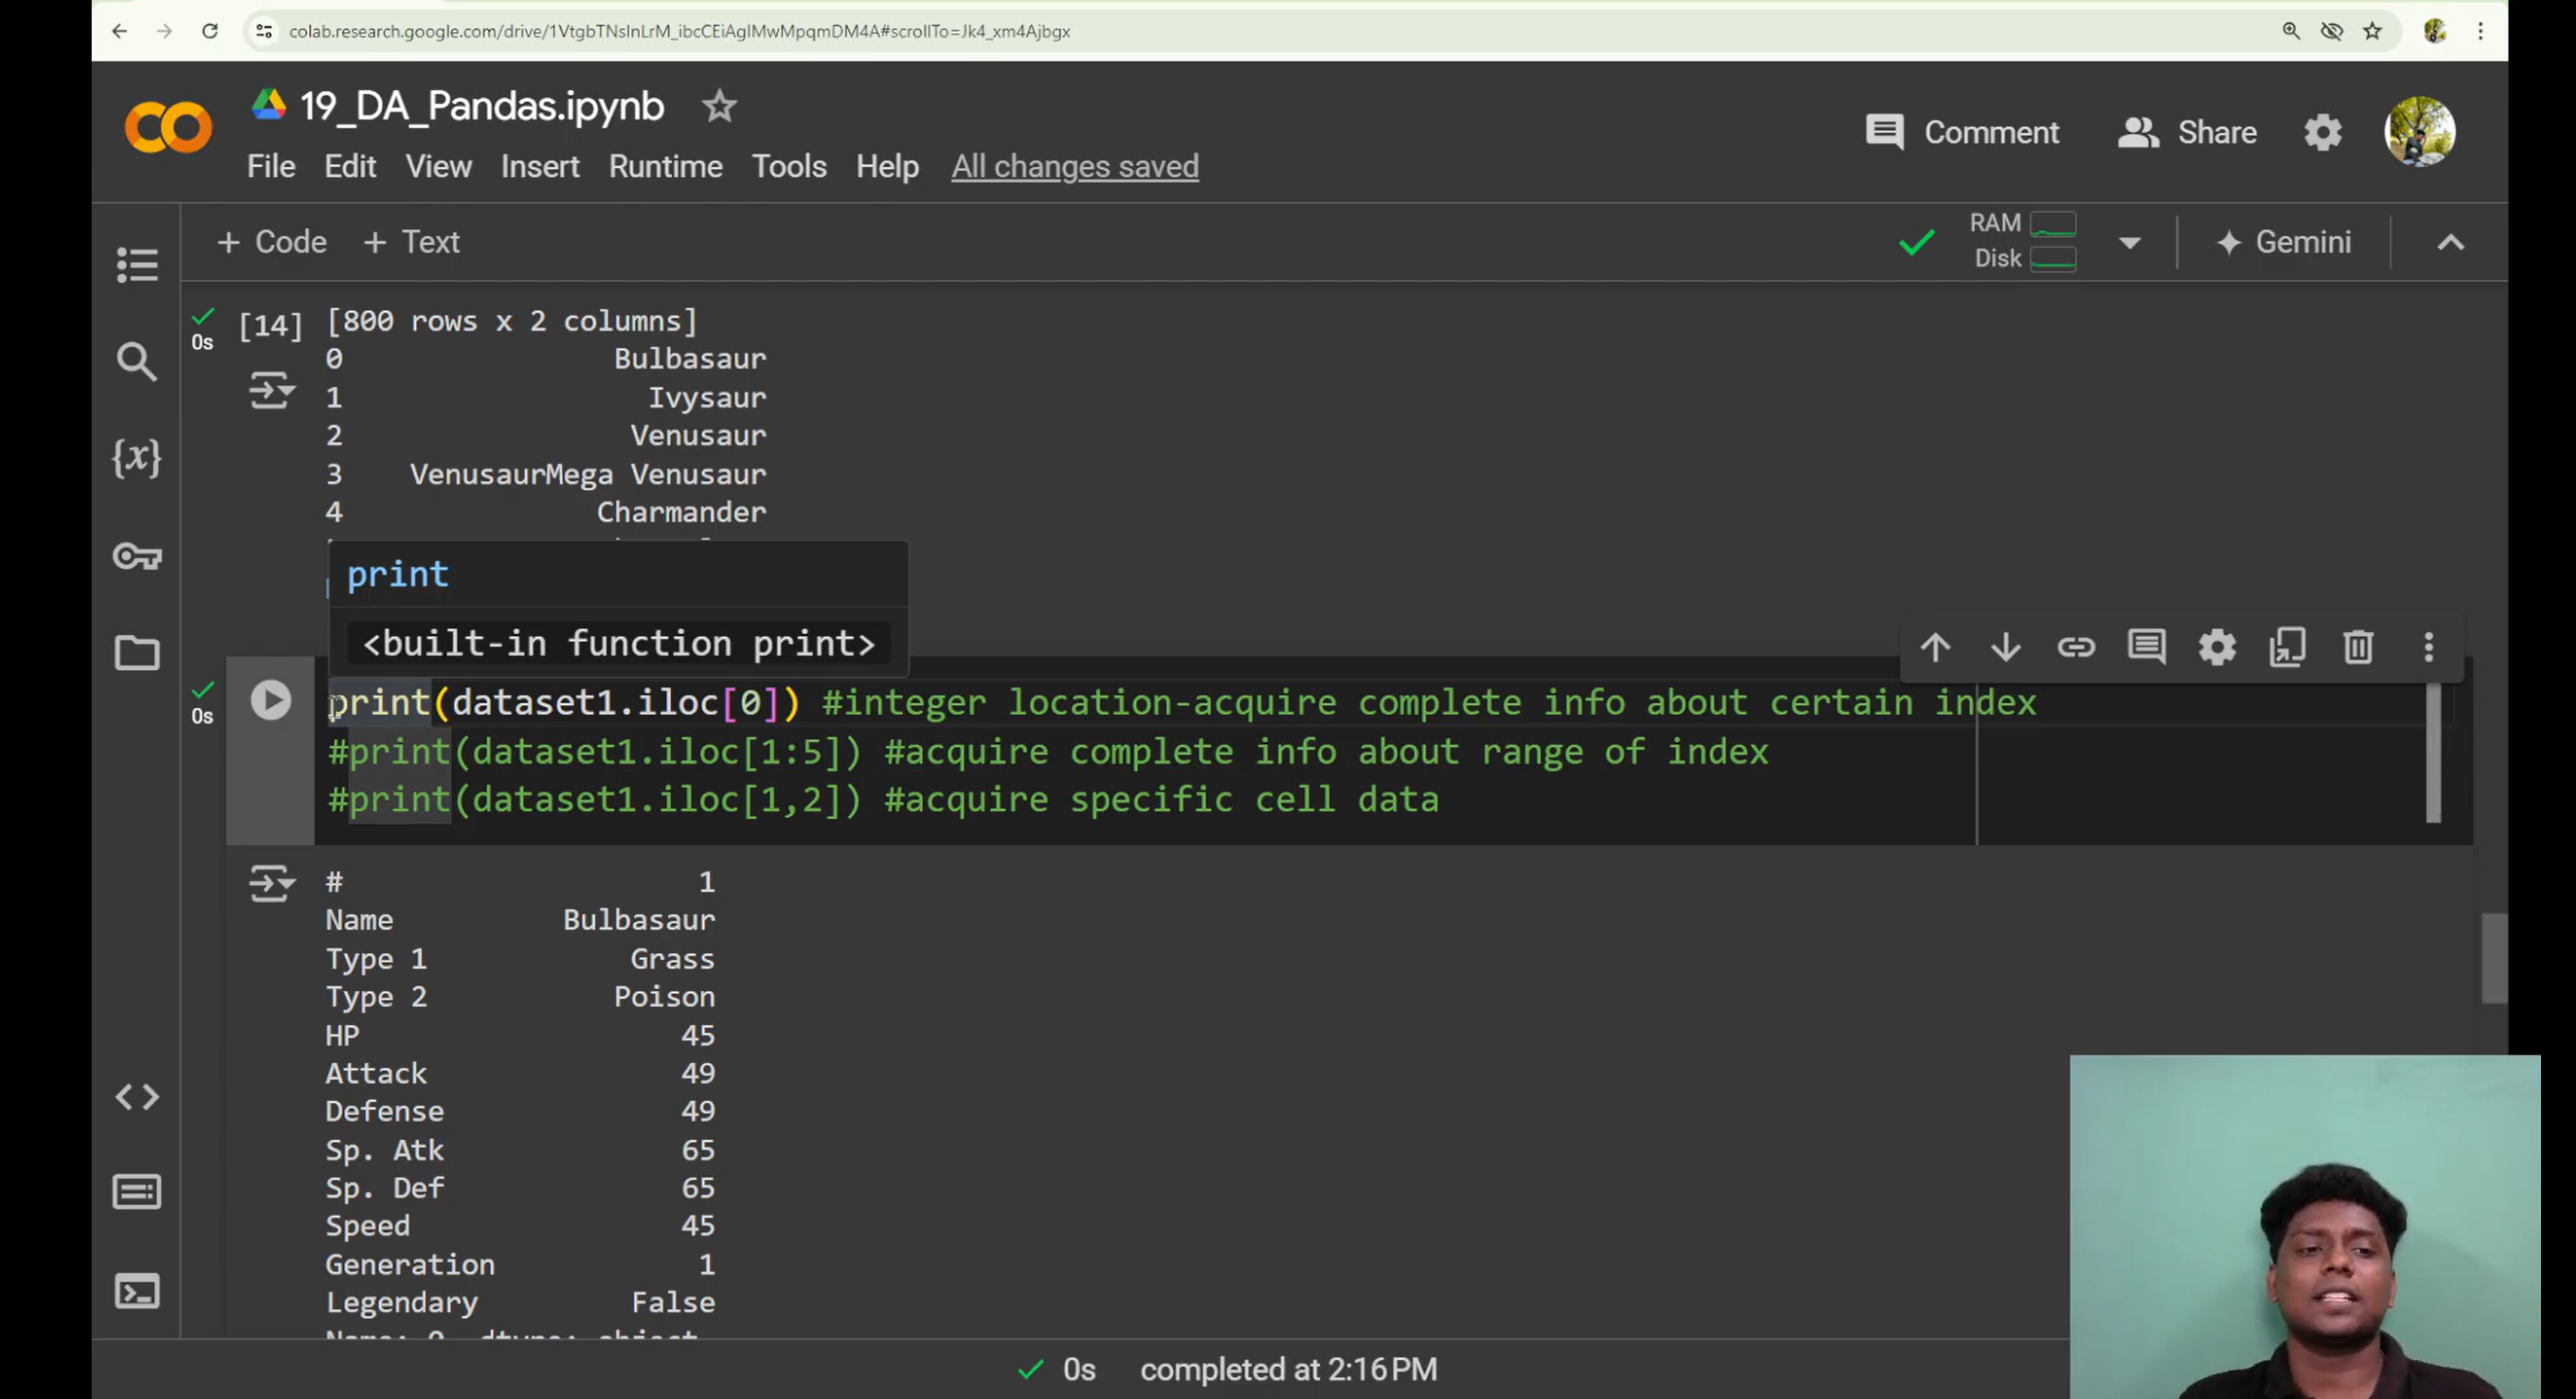 colab.research.google.com/drive/1VtgbTNsInLrM_ibcCEiAgIMwMpqmDM4A#scrollTo=Jk4_xm4Ajbgx
19_DA_Pandas.ipynb
Comment Share
File Edit View Insert Runtime Tools Help All changes saved
+ Code + Text
RAM
Disk
Gemini
[14] [800 rows x 2 columns]
0s
0 Bulbasaur
1 Ivysaur
2 Venusaur
3 VenusaurMega Venusaur
4 Charmander
{x}
print
<built-in function print>
print(dataset1.iloc[0]) #integer location-acquire complete info about certain index
0s
#print(dataset1.iloc[1:5]) #acquire complete info about range of index
#print(dataset1.iloc[1,2]) #acquire specific cell data
# 1
Name Bulbasaur
Type 1 Grass
Type 2 Poison
HP 45
Attack 49
Defense 49
Sp. Atk 65
Sp. Def 65
Speed 45
Generation 1
Legendary False
Name: 0, dtype: object
0s completed at 2:16 PM